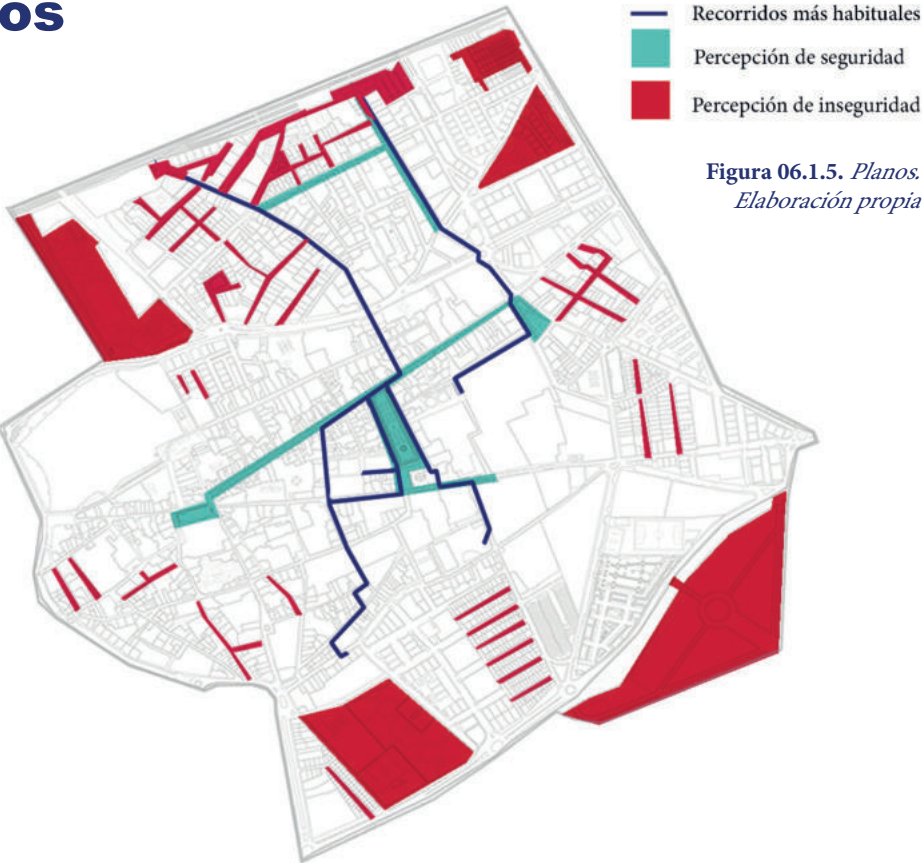 os
Recorridos más habituales
Percepción de seguridad
Percepción de inseguridad
Figura 06.1.5. Planos.
Elaboración propia